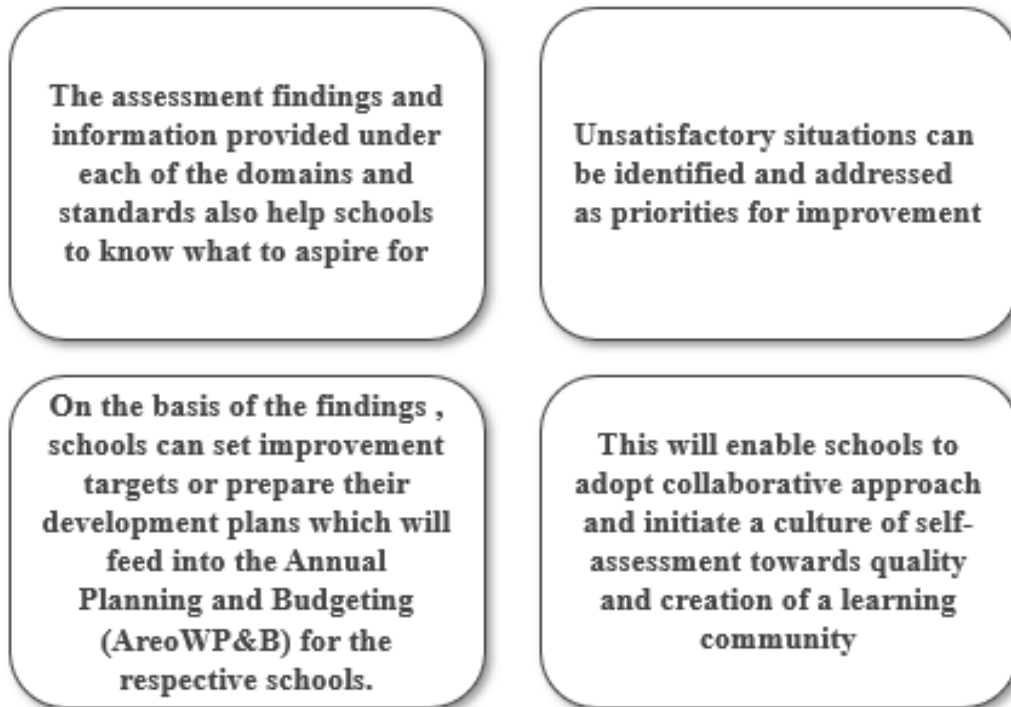 The assessment findings and
information provided under
each of the domains and
standards also help schools
to know what to aspire for
Unsatisfactory situations can
be identified and addressed
as priorities for improvement
On the basis of the findings ,
schools can set improvement
targets or prepare their
development plans which will
feed into the Annual
Planning and Budgeting
(AreoWP&B) for the
respective schools.
This will enable schools to
adopt collaborative approach
and initiate a culture of self-
assessment towards quality
and creation of a learning
community